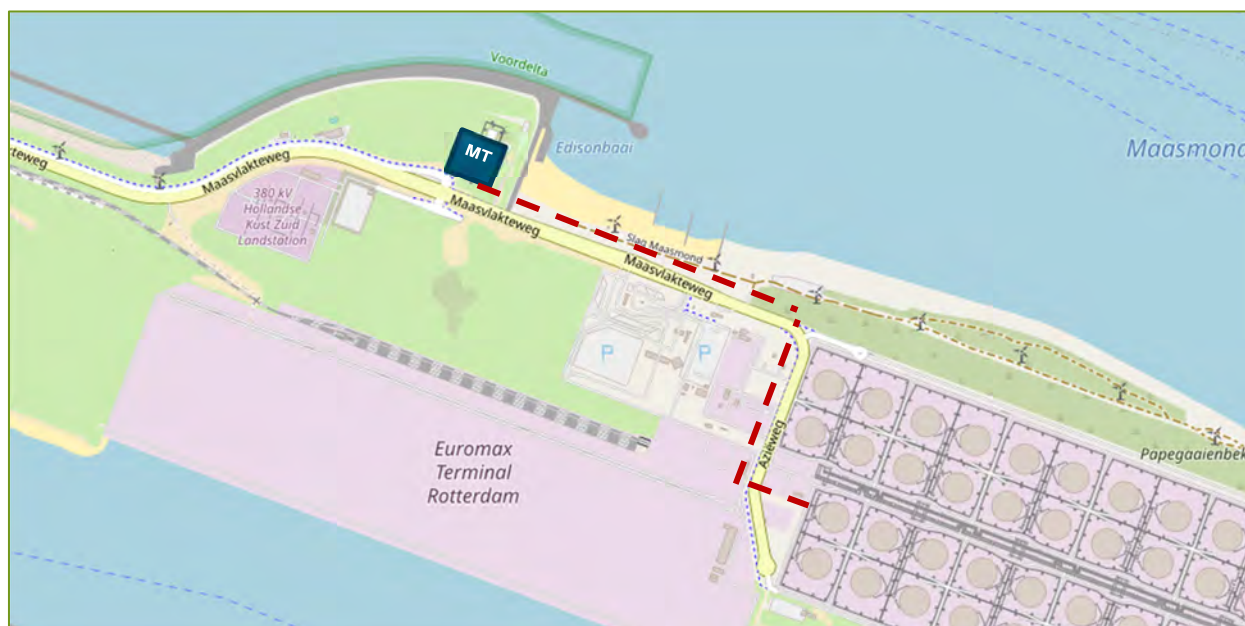 Voordelta
MT
Edisonbaai
Maasmond
kteweg
Maasvlakteweg
380 kV
Hollandse
Kust Zuid
Landstation
Maasvlakteweg
Slag Maasmond
Maasvlakteweg
P
P
Euromax
Terminal
Rotterdam
Azieweg
Papegaaienbek